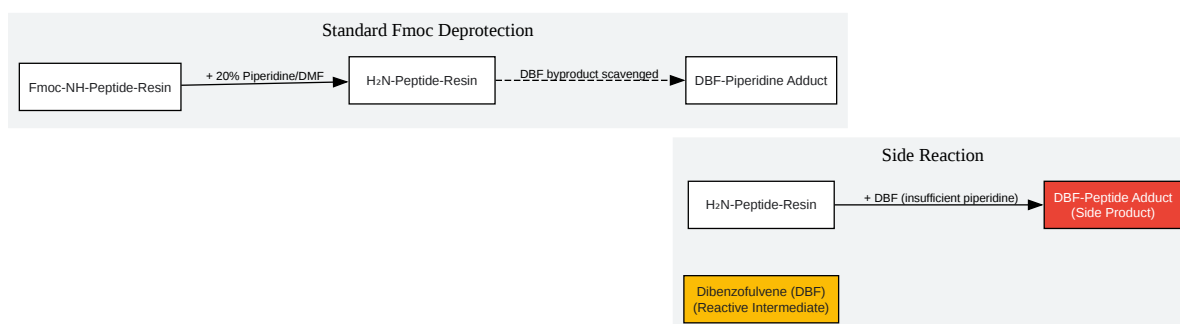 Standard Fmoc Deprotection
Fmoc-NH-Peptide-Resin
+ 20% Piperidine/DMF
H₂N-Peptide-Resin
DBF byproduct scavenged
DBF-Piperidine Adduct
Side Reaction
H₂N-Peptide-Resin
+ DBF (insufficient piperidine)
DBF-Peptide Adduct
(Side Product)
Dibenzofulvene (DBF)
(Reactive Intermediate)